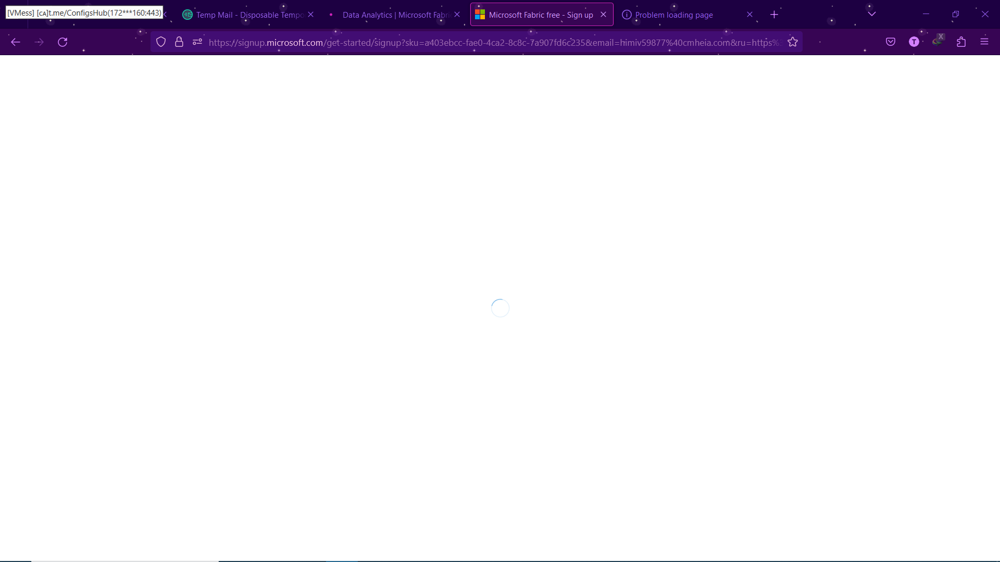 [VMess] [cᴀ]t.me/ConfigsHub(172***160:443)
Temp Mail - Disposable Tempo
Data Analytics | Microsoft Fabri
Microsoft Fabric free - Sign up
Problem loading page
https://signup.microsoft.com/get-started/signup?sku=a403ebcc-fae0-4ca2-8c8c-7a907fd6c235&email=himiv59877%40cmheia.com&ru=https%3
T
X